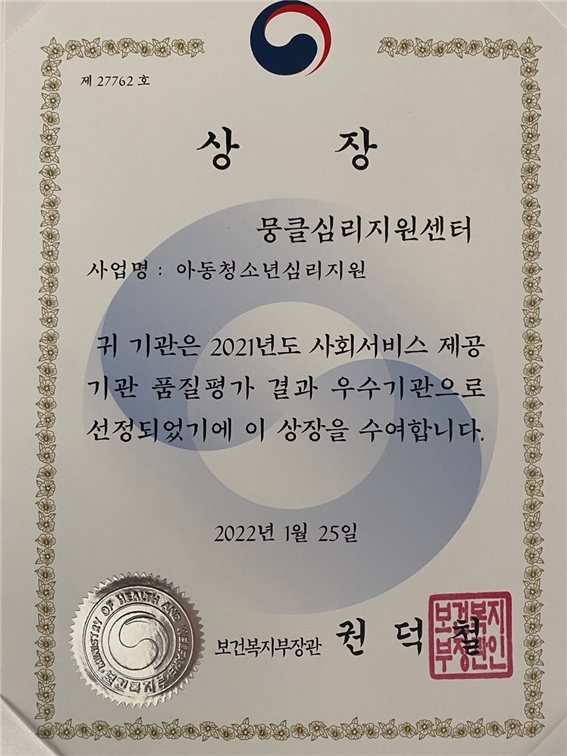 제 27762 호
상 장
뭉클심리지원센터
사업명 : 아동청소년심리지원
귀 기관은 2021년도 사회서비스 제공
기관 품질평가 결과 우수기관으로
선정되었기에 이 상장을 수여합니다.
2022년 1월 25일
MINISTRY OF HEALTH AND WELFARE
보건복지부장관 권 덕 철
보건복지
부장관인